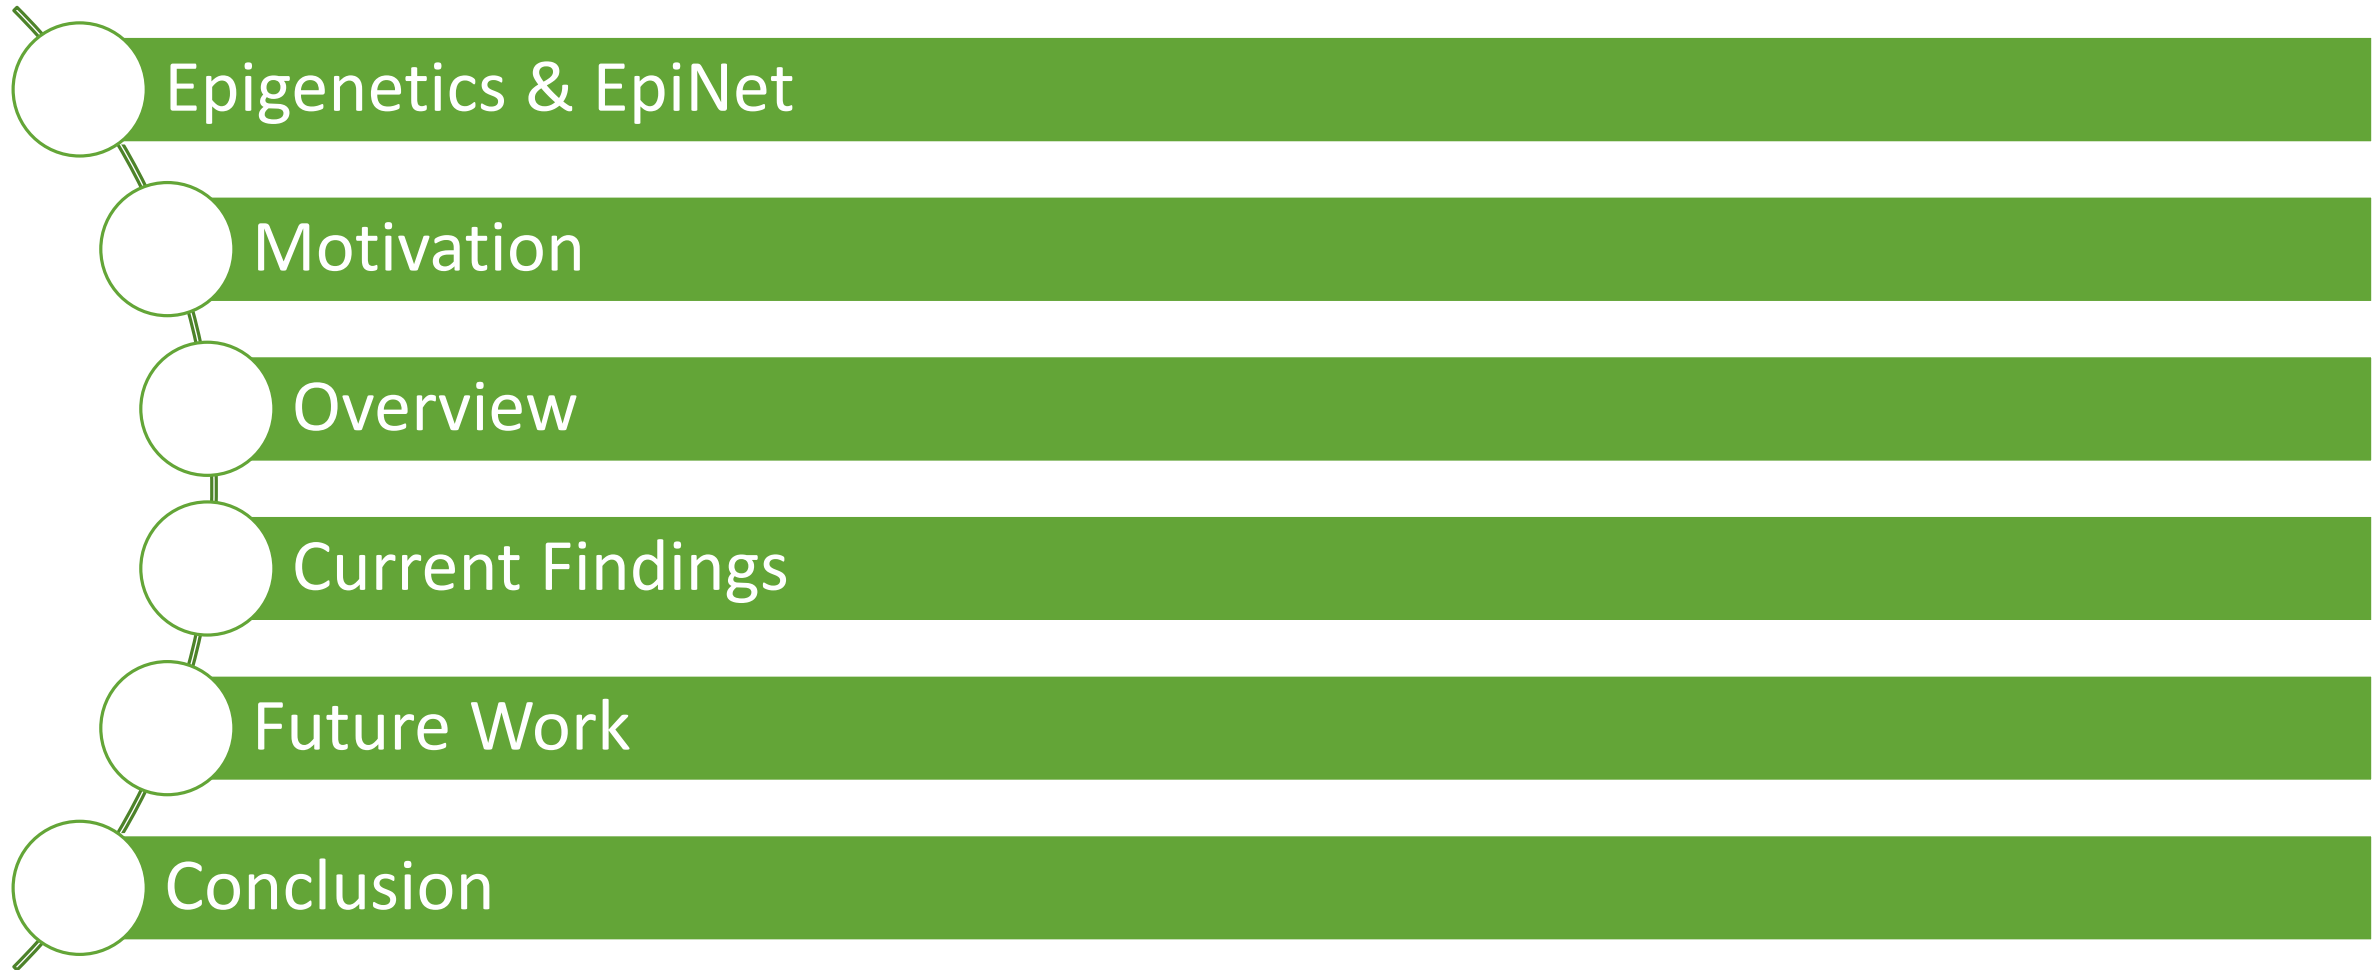 Epigenetics & EpiNet
Motivation
Overview
Current Findings
Future Work
Conclusion